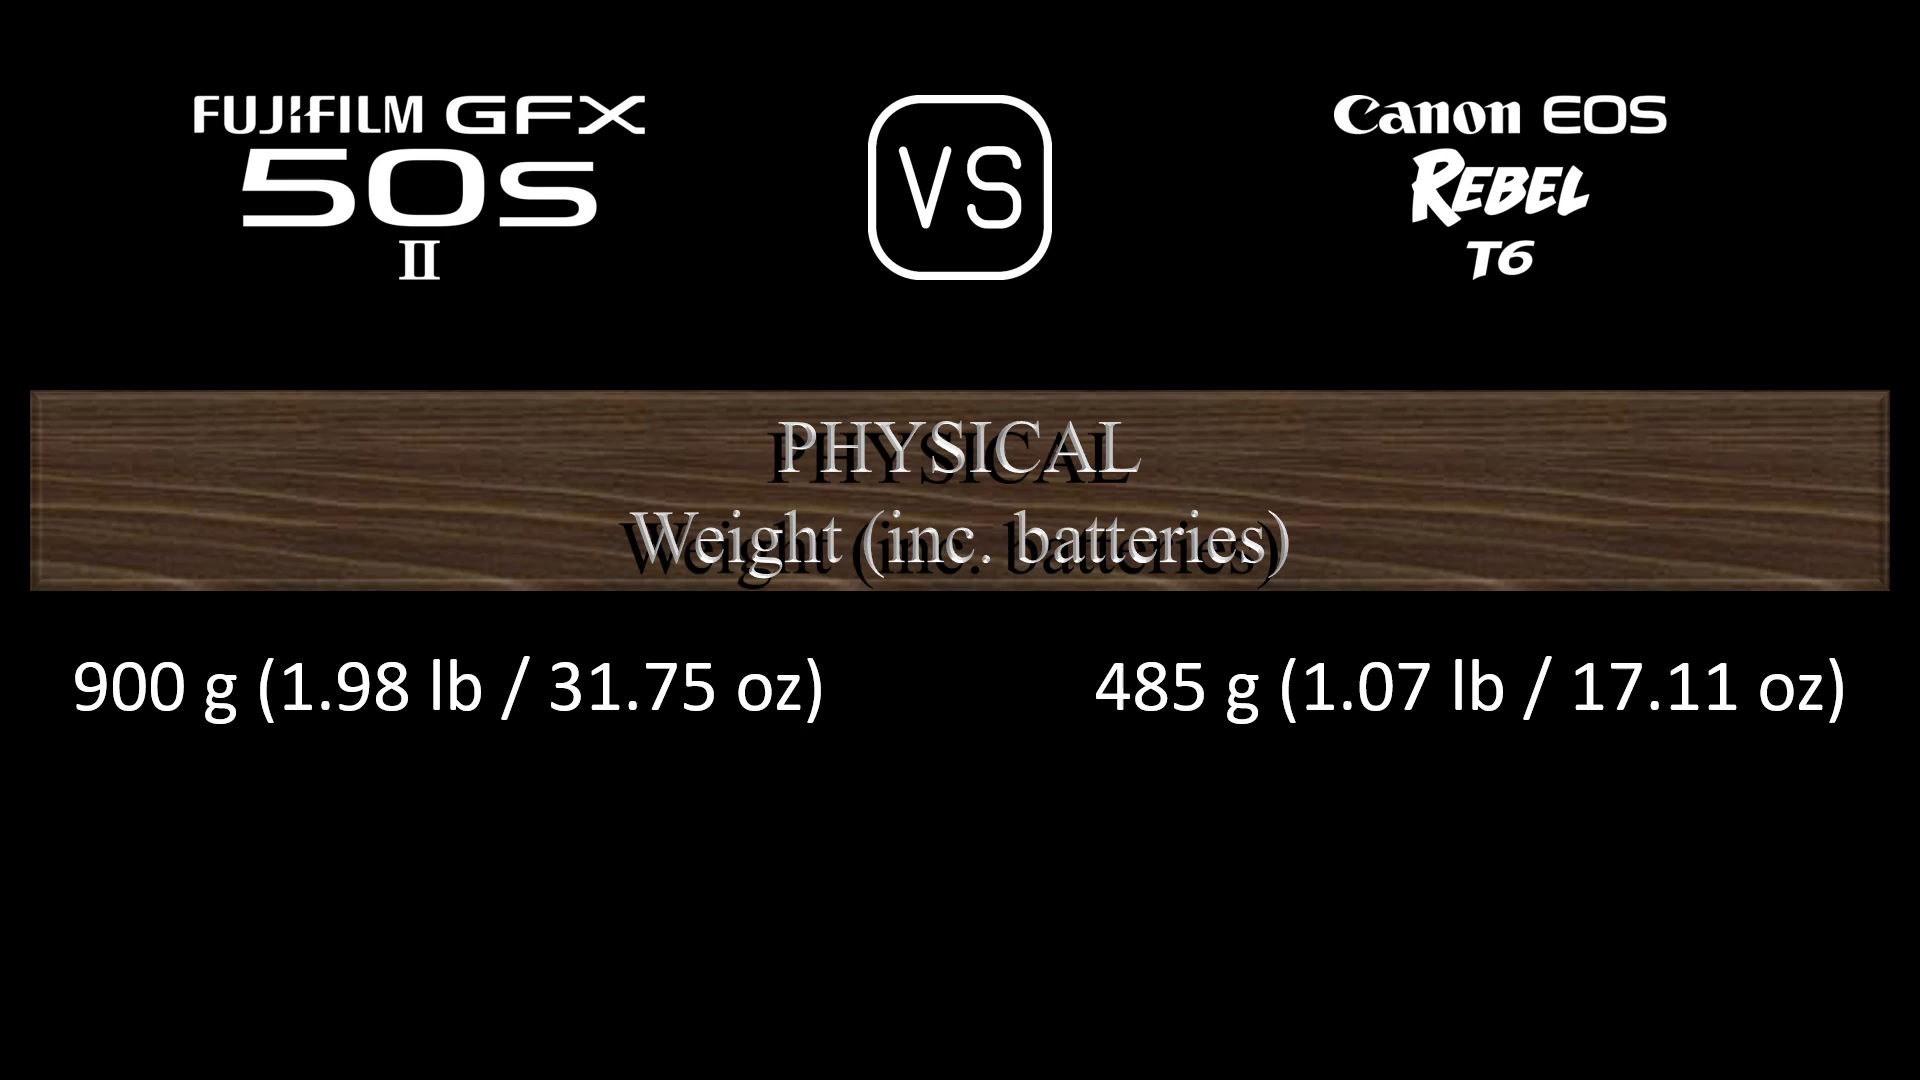 FUJIFILM GFX
50S
II
VS
Canon EOS
REBEL
T6
PHYSICAL
Weight (inc. batteries)
900 g (1.98 lb / 31.75 oz)
485 g (1.07 lb / 17.11 oz)